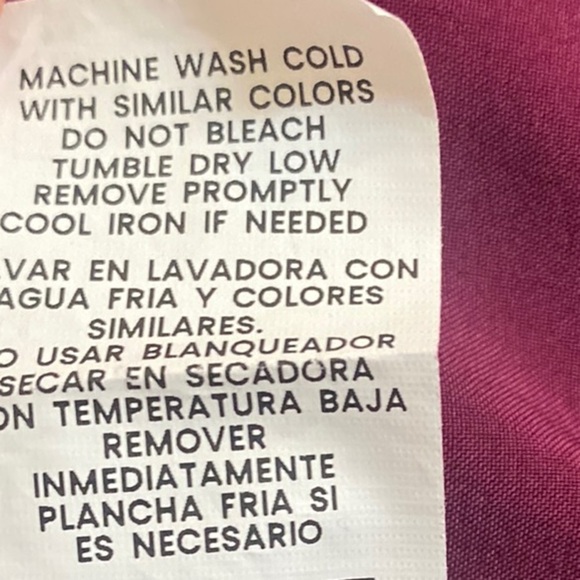 MACHINE WASH COLD
WITH SIMILAR COLORS
DO NOT BLEACH
TUMBLE DRY LOW
REMOVE PROMPTLY
COOL IRON IF NEEDED
VAR EN LAVADORA CON
AGUA FRIA Y COLORES
SIMILARES.
O USAR BLANQUEADOR
SECAR EN SECADORA
ON TEMPERATURA BAJA
REMOVER
INMEDIATAMENTE
PLANCHA FRIA SI
ES NECESARIO